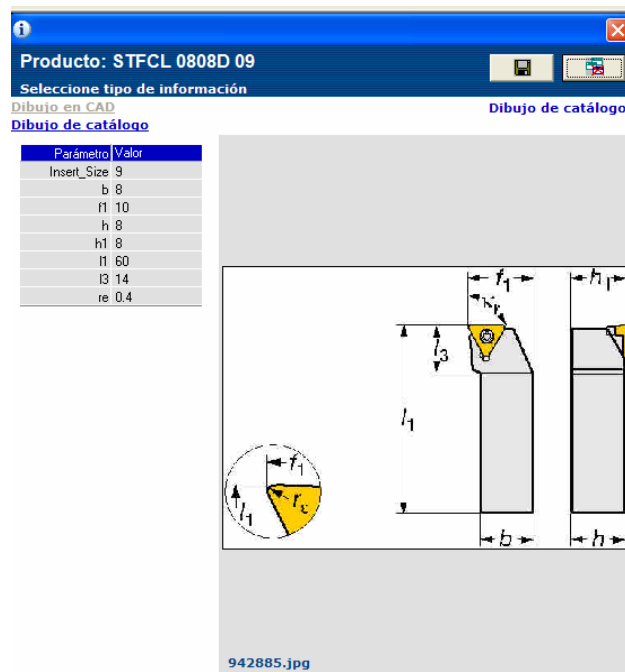 Producto: STFCL 0808D 09
Seleccione tipo de información
Dibujo en CAD
Dibujo de catálogo
Dibujo de catálogo
Parámetro Valor
Insert_Size 9
b 8
f1 10
h 8
h1 8
l1 60
l3 14
re 0.4
f1
h1
κr
l3
l1
f1
l1
rε
b
h
942885.jpg